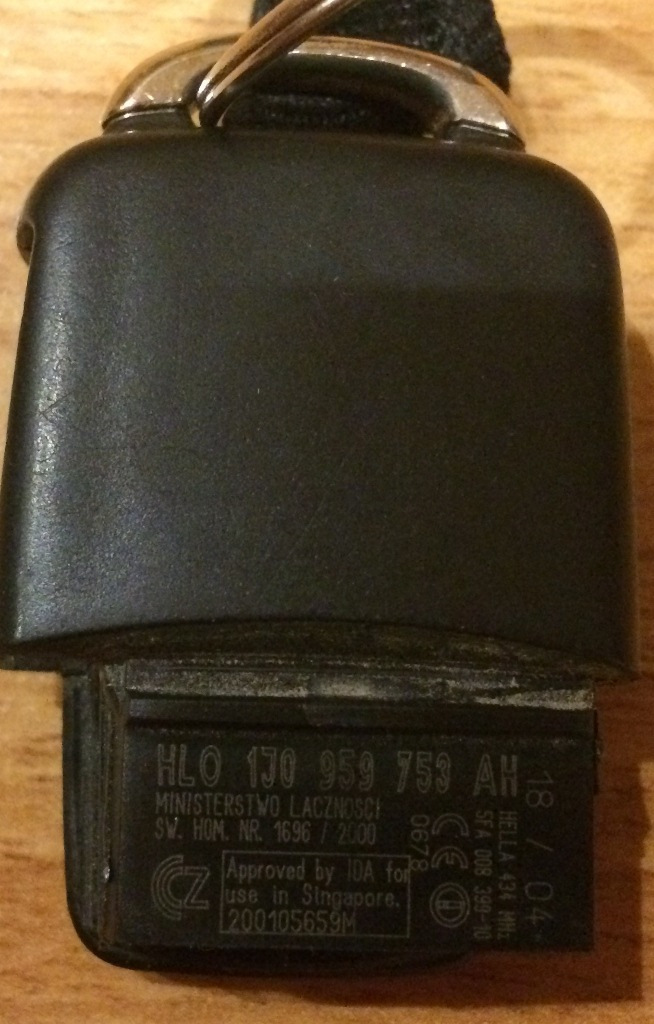 HLO 1J0 959 753 AH
MINISTERSTWO LACZNOSCI
SW. HOM. NR. 1696 / 2000
Approved by IDA for
use in Singapore.
200105659M
CE
0678
HELLA 434 MHz
5FA 008 399-10
18 / 04